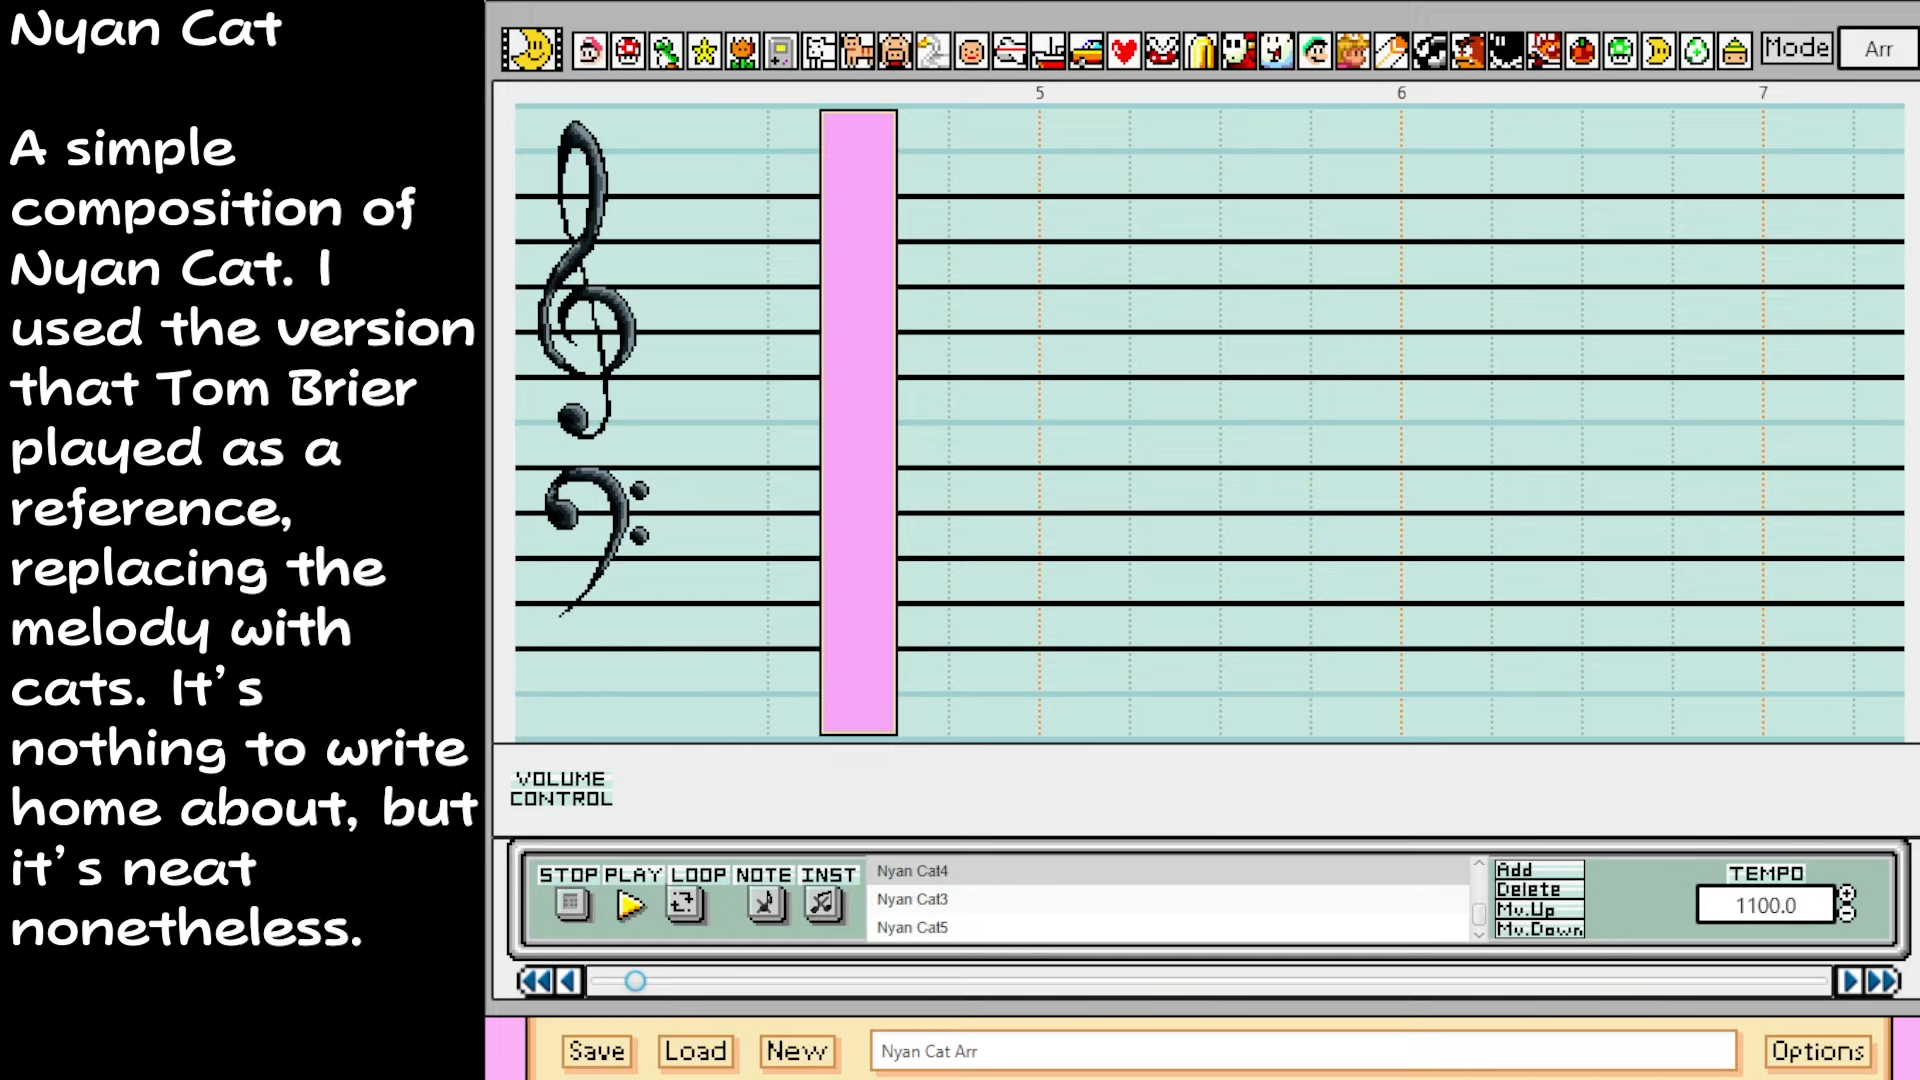 Nyan Cat
A simple
composition of
Nyan Cat. I
used the version
that Tom Brier
played as a
reference,
replacing the
melody with
cats. It's
nothing to write
home about, but
it's neat
nonetheless.
Mode
Arr
5
6
7
VOLUME
CONTROL
STOP PLAY LOOP NOTE INST
Nyan Cat4
Nyan Cat3
Nyan Cat5
Add
Delete
Mv.Up
Mv.Down
TEMPO
1100.0
Save
Load
New
Nyan Cat Arr
Options